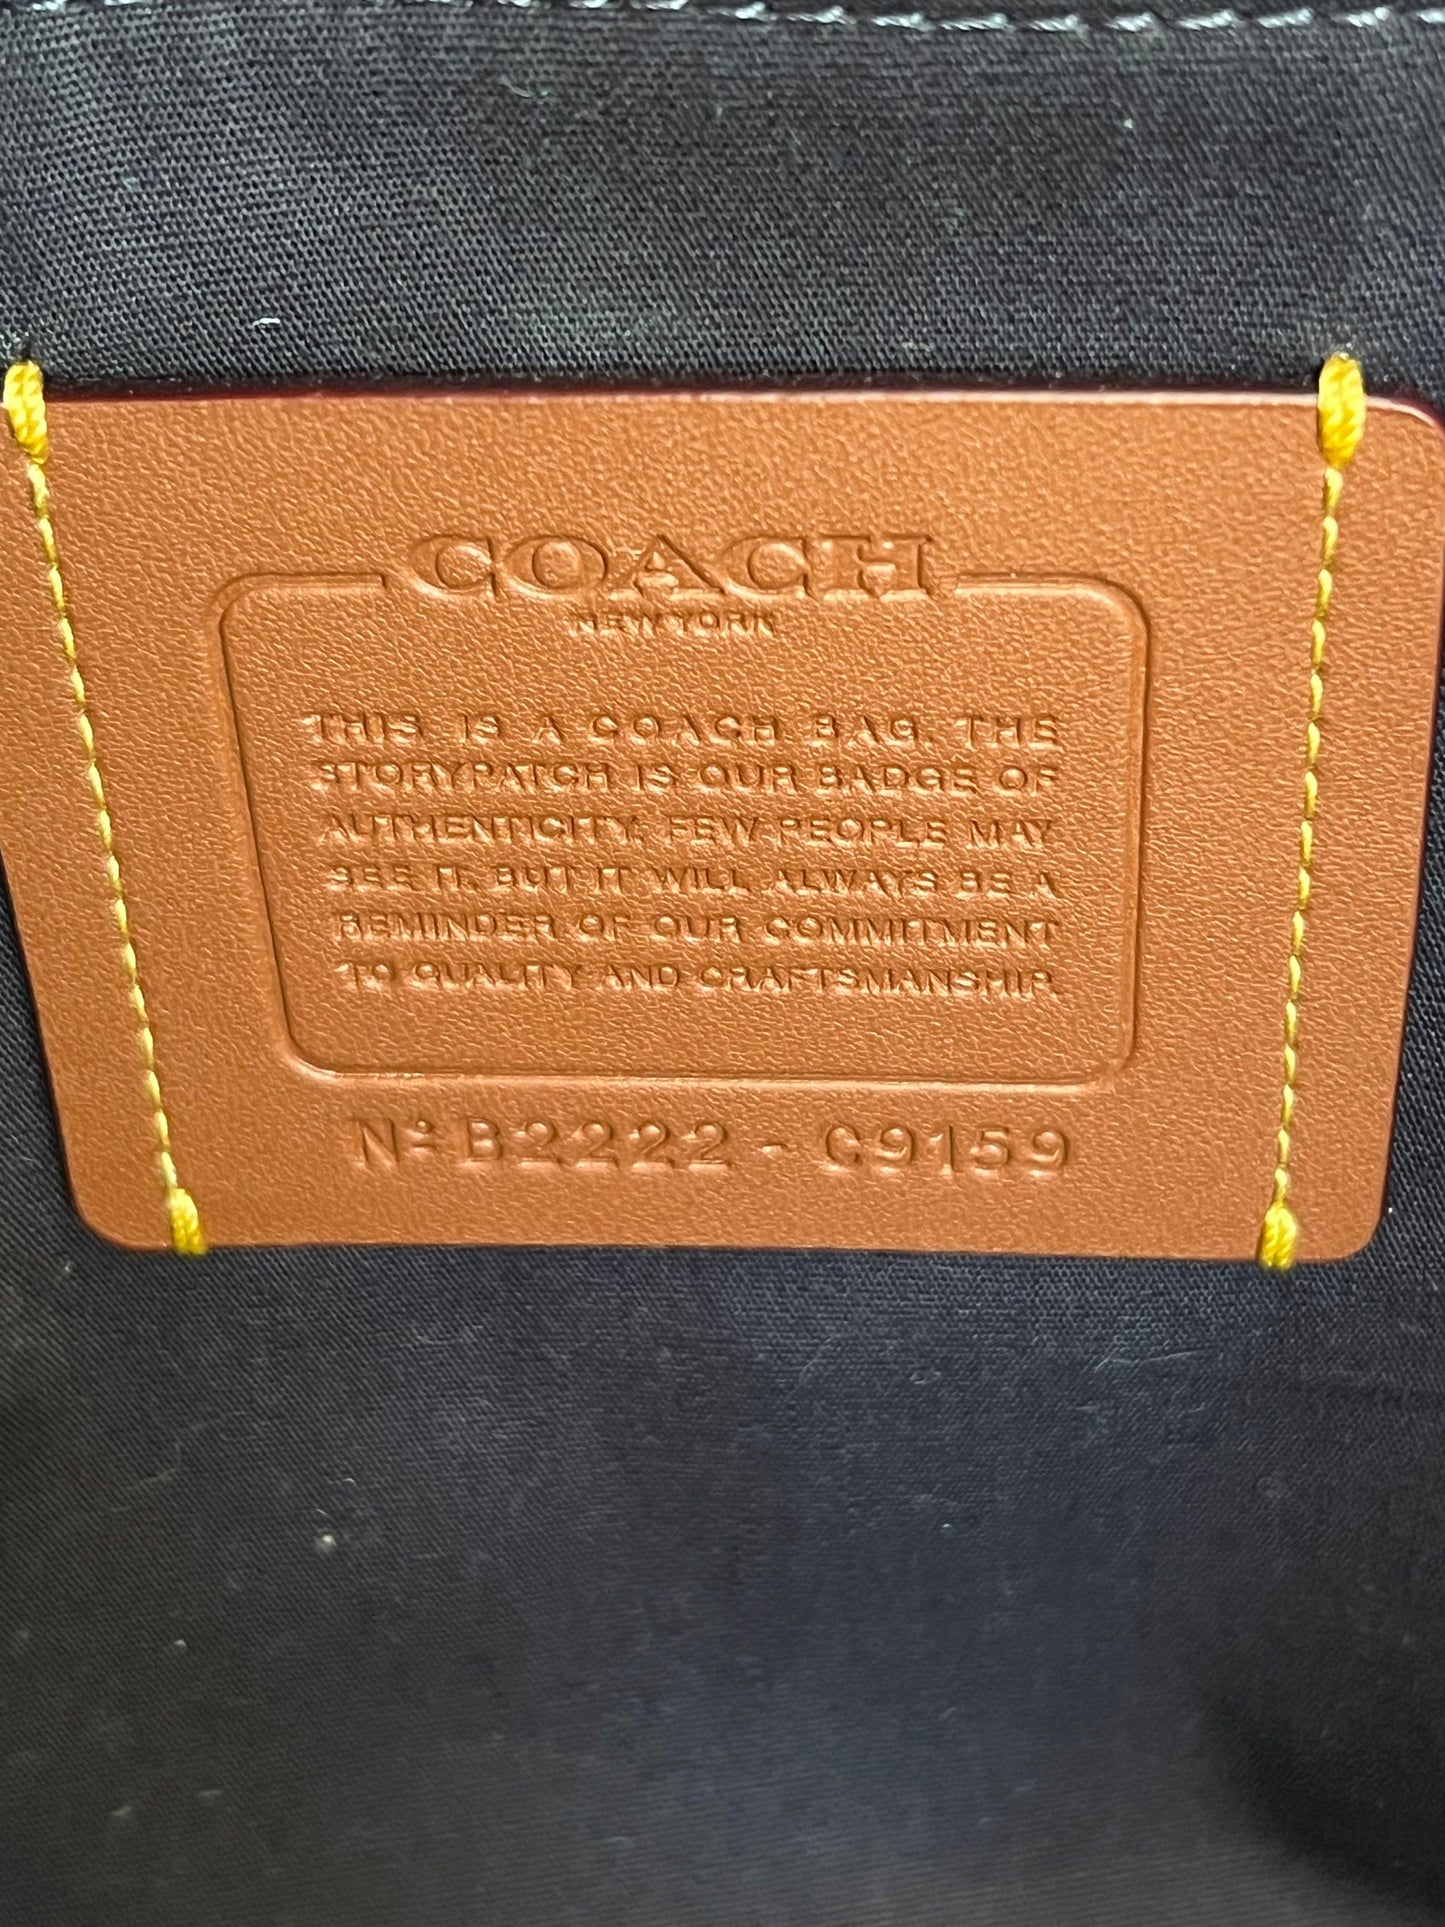 COACH
NEW YORK
THIS IS A COACH BAG. THE
STORYPATCH IS OUR BADGE OF
AUTHENTICITY. FEW PEOPLE MAY
SEE IT, BUT IT WILL ALWAYS BE A
REMINDER OF OUR COMMITMENT
TO QUALITY AND CRAFTSMANSHIP.
Nº B2222 - C9159